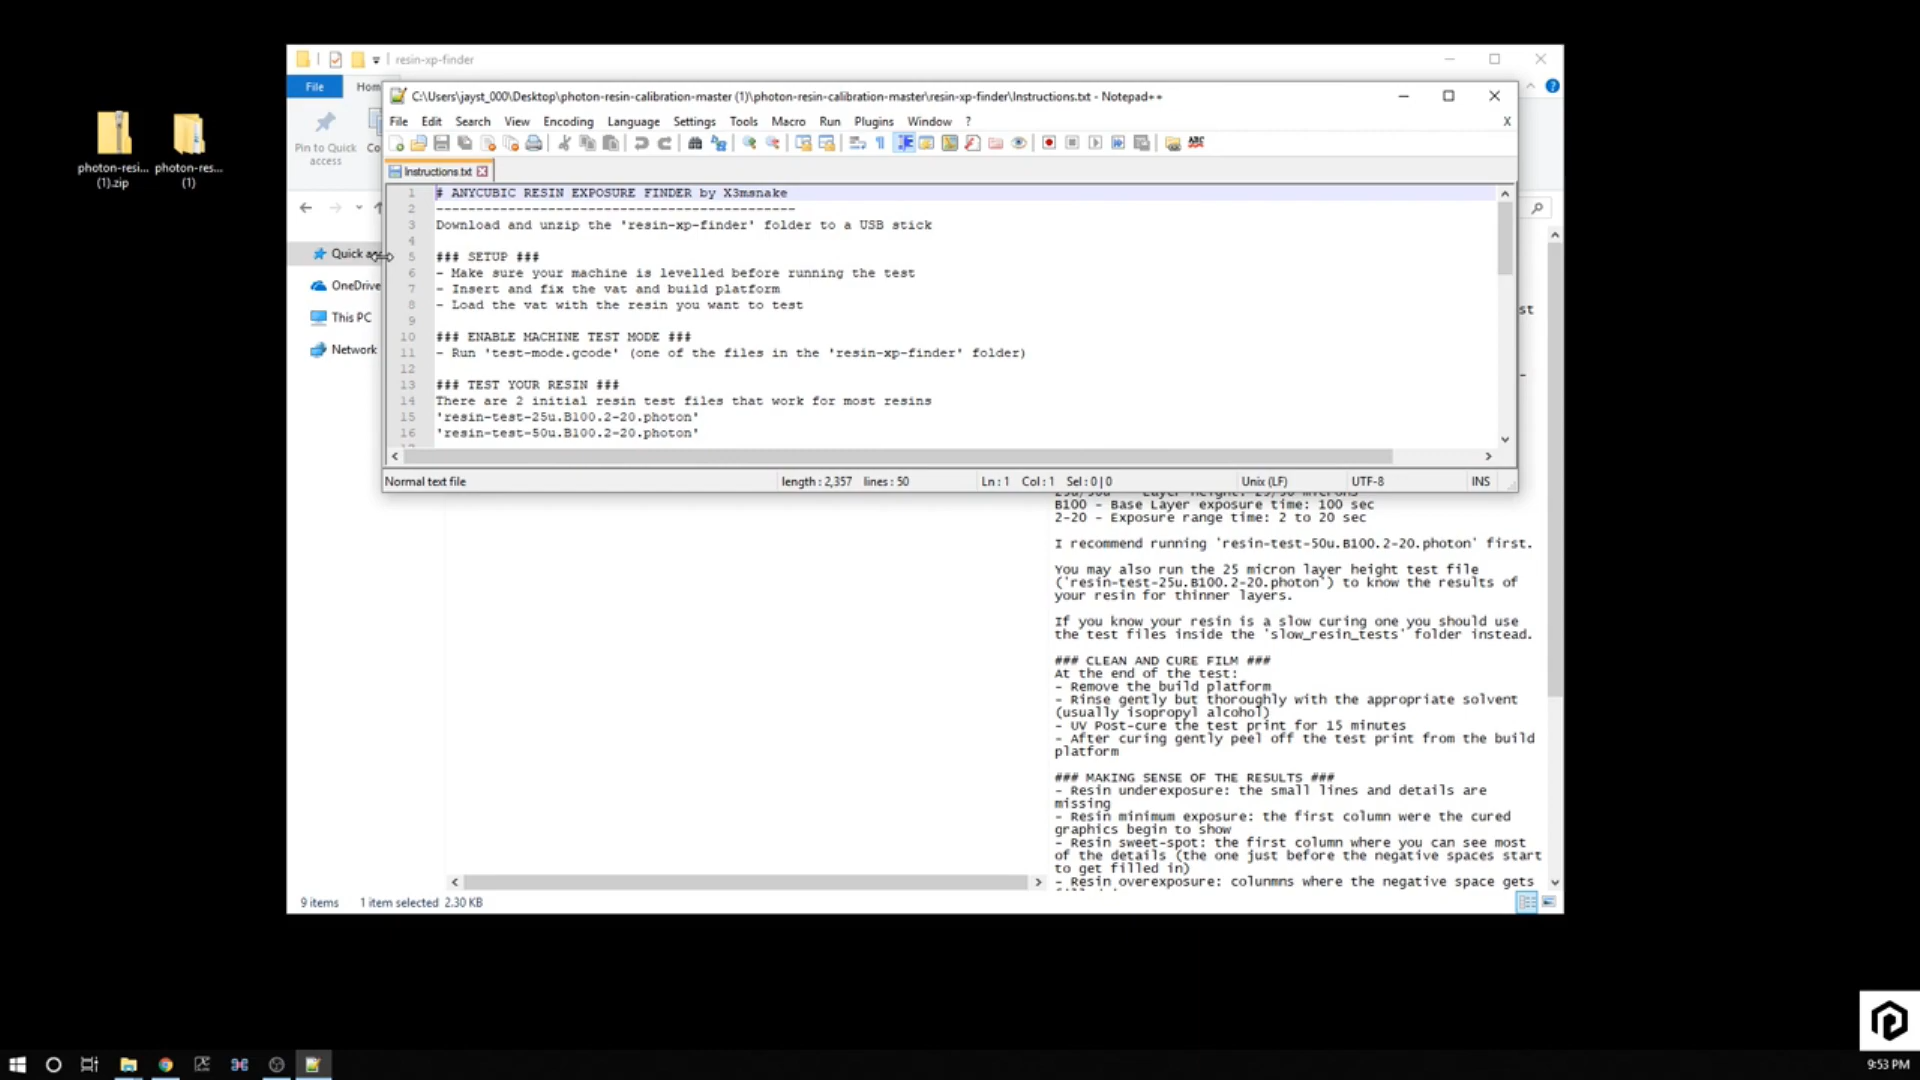 photon-resi... (1).zip
photon-res... (1)
resin-xp-finder
File
Hom
Pin to Quick access
Co
Quick a
OneDrive
This PC
Network
C:\Users\jayst_000\Desktop\photon-resin-calibration-master (1)\photon-resin-calibration-master\resin-xp-finder\Instructions.txt - Notepad++
File Edit Search View Encoding Language Settings Tools Macro Run Plugins Window ? X
Instructions.txt
1 # ANYCUBIC RESIN EXPOSURE FINDER by X3msnake
2 ---------------------------------------------
3 Download and unzip the 'resin-xp-finder' folder to a USB stick
4
5 ### SETUP ###
6 - Make sure your machine is levelled before running the test
7 - Insert and fix the vat and build platform
8 - Load the vat with the resin you want to test
9
10 ### ENABLE MACHINE TEST MODE ###
11 - Run 'test-mode.gcode' (one of the files in the 'resin-xp-finder' folder)
12
13 ### TEST YOUR RESIN ###
14 There are 2 initial resin test files that work for most resins
15 'resin-test-25u.B100.2-20.photon'
16 'resin-test-50u.B100.2-20.photon'
Normal text file length : 2,357 lines : 50 Ln : 1 Col : 1 Sel : 0 | 0 Unix (LF) UTF-8 INS
st
-
B100 - Base Layer exposure time: 100 sec
2-20 - Exposure range time: 2 to 20 sec
I recommend running 'resin-test-50u.B100.2-20.photon' first.
You may also run the 25 micron layer height test file
('resin-test-25u.B100.2-20.photon') to know the results of
your resin for thinner layers.
If you know your resin is a slow curing one you should use
the test files inside the 'slow_resin_tests' folder instead.
### CLEAN AND CURE FILM ###
At the end of the test:
- Remove the build platform
- Rinse gently but thoroughly with the appropriate solvent
(usually isopropyl alcohol)
- UV Post-cure the test print for 15 minutes
- After curing gently peel off the test print from the build
platform
### MAKING SENSE OF THE RESULTS ###
- Resin underexposure: the small lines and details are
missing
- Resin minimum exposure: the first column were the cured
graphics begin to show
- Resin sweet-spot: the first column where you can see most
of the details (the one just before the negative spaces start
to get filled in)
- Resin overexposure: colunmns where the negative space gets
9 items 1 item selected 2.30 KB
9:53 PM